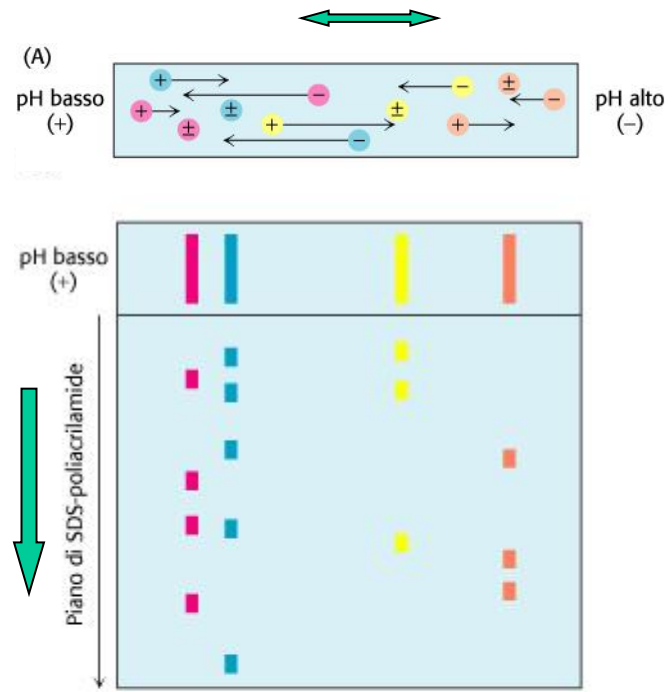 (A)
pH basso
(+)
pH alto
(−)
+ − ± + − ± + − ± + − ±
pH basso
(+)
Piano di SDS-poliacrilamide